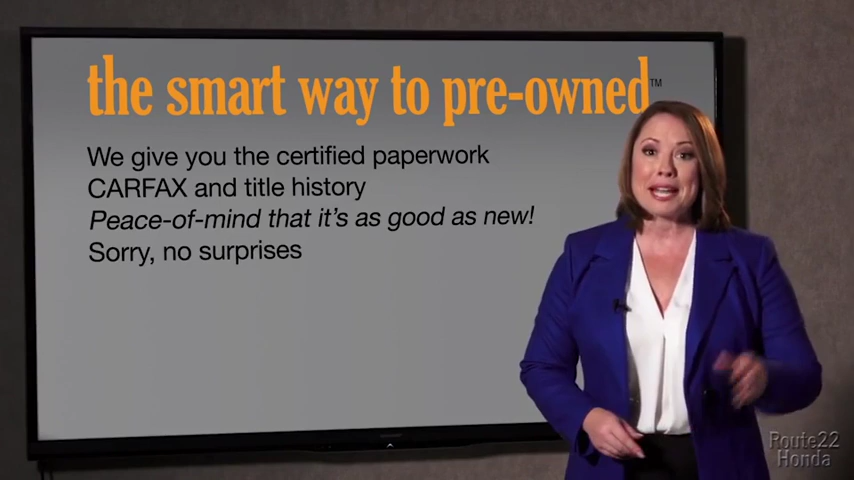 the smart way to pre-owned™
We give you the certified paperwork
CARFAX and title history
Peace-of-mind that it's as good as new!
Sorry, no surprises
Route22
Honda